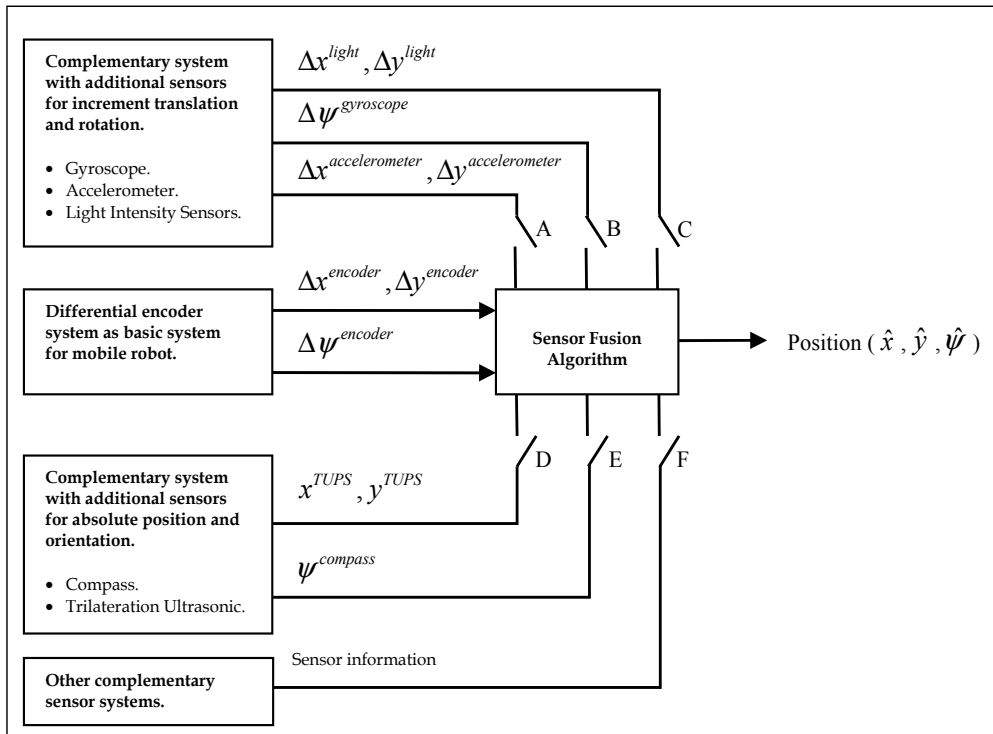 Complementary system
with additional sensors
for increment translation
and rotation.
• Gyroscope.
• Accelerometer.
• Light Intensity Sensors.
Δx^{light}, Δy^{light}
Δψ^{gyroscope}
Δx^{accelerometer}, Δy^{accelerometer}
A
B
C
Differential encoder
system as basic system
for mobile robot.
Δx^{encoder}, Δy^{encoder}
Δψ^{encoder}
Sensor Fusion
Algorithm
Position ( x̂ , ŷ , ψ̂ )
D
E
F
Complementary system
with additional sensors
for absolute position and
orientation.
• Compass.
• Trilateration Ultrasonic.
x^{TUPS}, y^{TUPS}
ψ^{compass}
Other complementary
sensor systems.
Sensor information